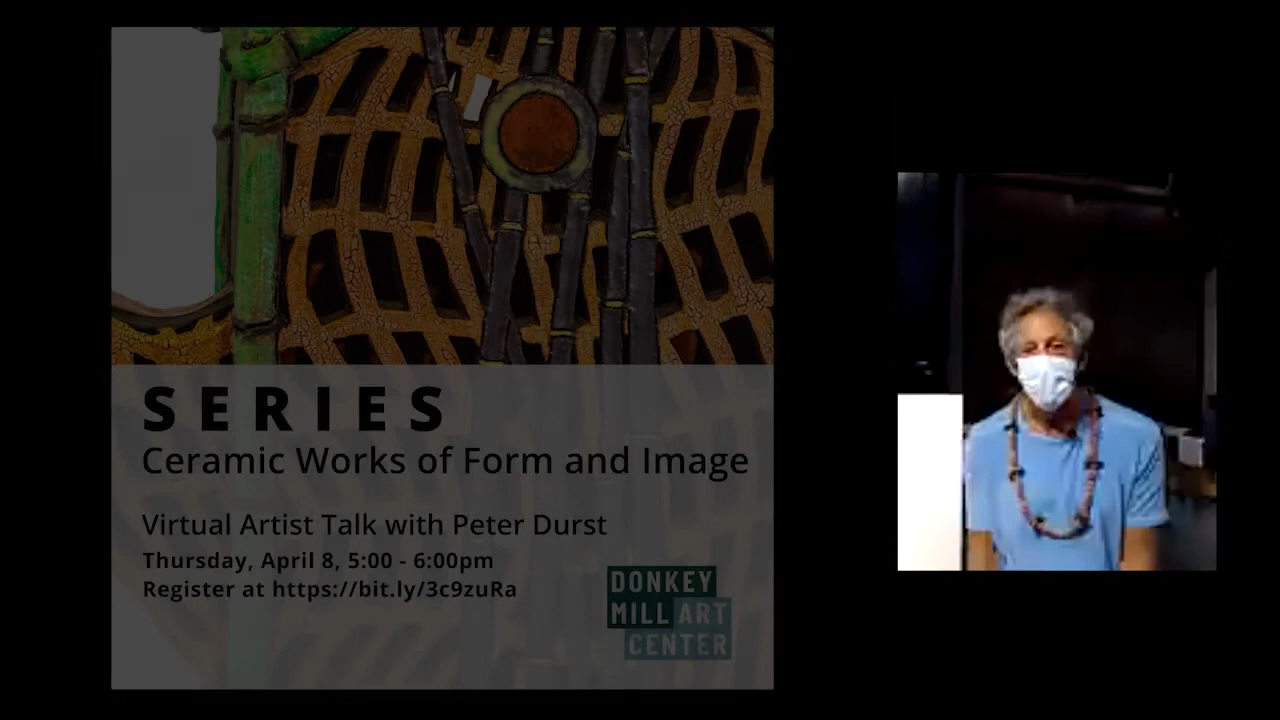 SERIES
Ceramic Works of Form and Image
Virtual Artist Talk with Peter Durst
Thursday, April 8, 5:00 - 6:00pm
Register at https://bit.ly/3c9zuRa
DONKEY
MILL ART
CENTER